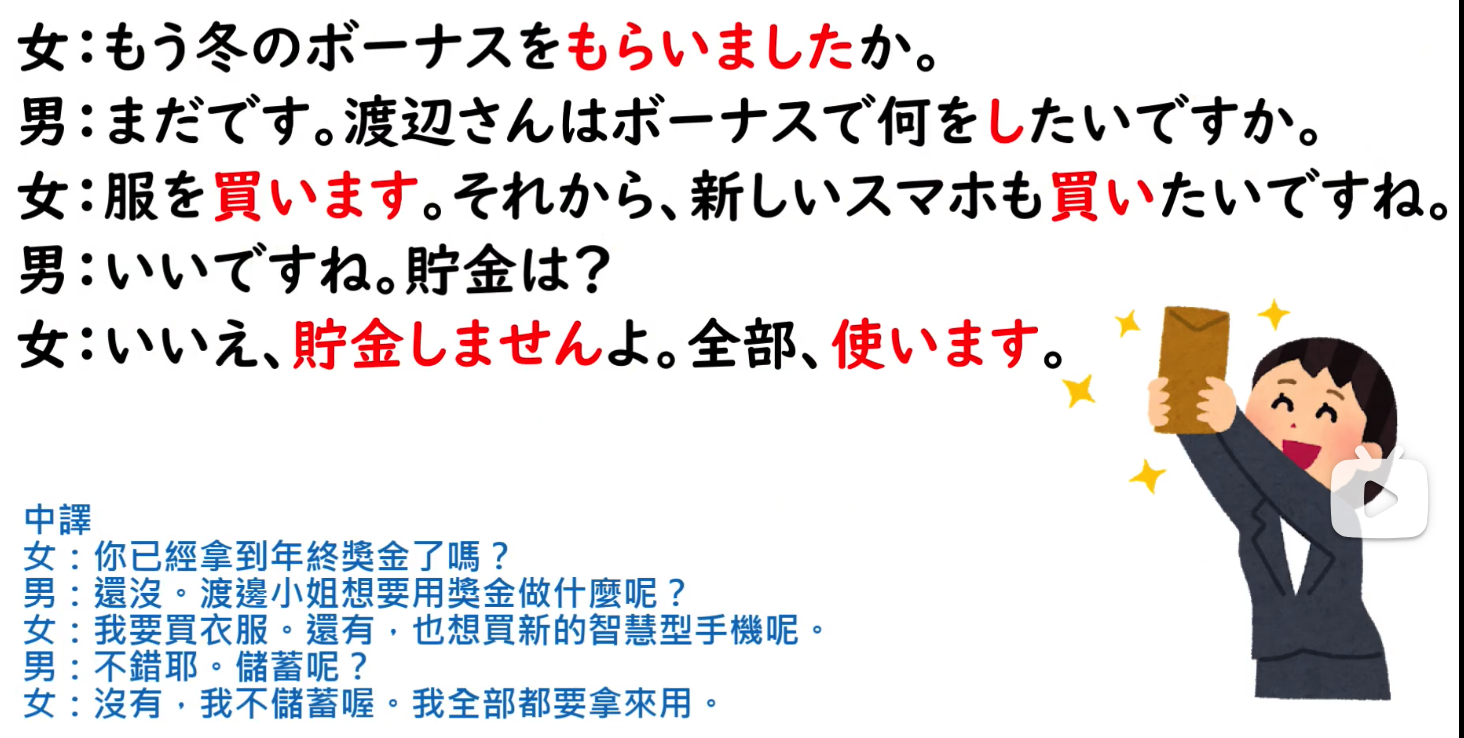 女：もう冬のボーナスをもらいましたか。
男：まだです。渡辺さんはボーナスで何をしたいですか。
女：服を買います。それから、新しいスマホも買いたいですね。
男：いいですね。貯金は？
女：いいえ、貯金しませんよ。全部、使います。
中譯
女：你已經拿到年終獎金了嗎？
男：還沒。渡邊小姐想要用獎金做什麼呢？
女：我要買衣服。還有，也想買新的智慧型手機呢。
男：不錯耶。儲蓄呢？
女：沒有，我不儲蓄喔。我全部都要拿來用。